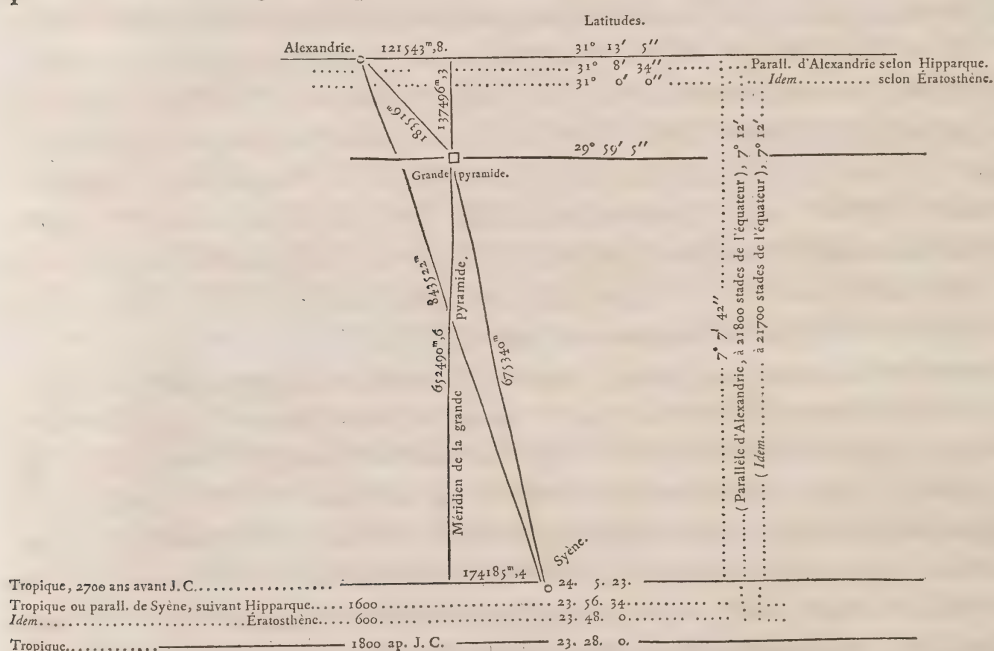 Latitudes.
Alexandrie. 121543ᵐ,8. 31° 13′ 5″
31° 8′ 34″ Parall. d'Alexandrie selon Hipparque.
31° 0′ 0″ Idem selon Ératosthène.
137496ᵐ,3
183516ᵐ
29° 59′ 5″
Grande pyramide.
843522ᵐ
652490ᵐ,6
Méridien de la grande pyramide,
675340ᵐ
7° 7′ 42″
(Parallèle d'Alexandrie, à 21800 stades de l'équateur), 7° 12′
(Idem. à 21700 stades de l'équateur), 7° 12′
Syène.
174185ᵐ,4
Tropique, 2700 ans avant J. C. 24. 5. 23.
Tropique ou parall. de Syène, suivant Hipparque. 1600 23. 56. 34.
Idem. Ératosthène. 600. 23. 48. 0.
Tropique. 1800 ap. J. C. 23. 28. 0.